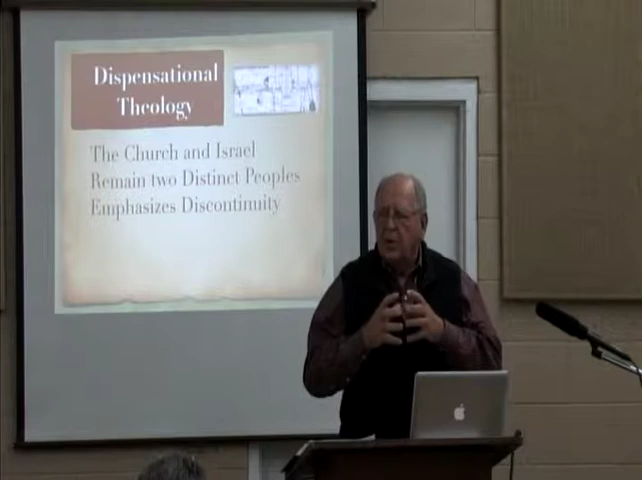 Dispensational
Theology
The Church and Israel
Remain two Distinct Peoples
Emphasizes Discontinuity